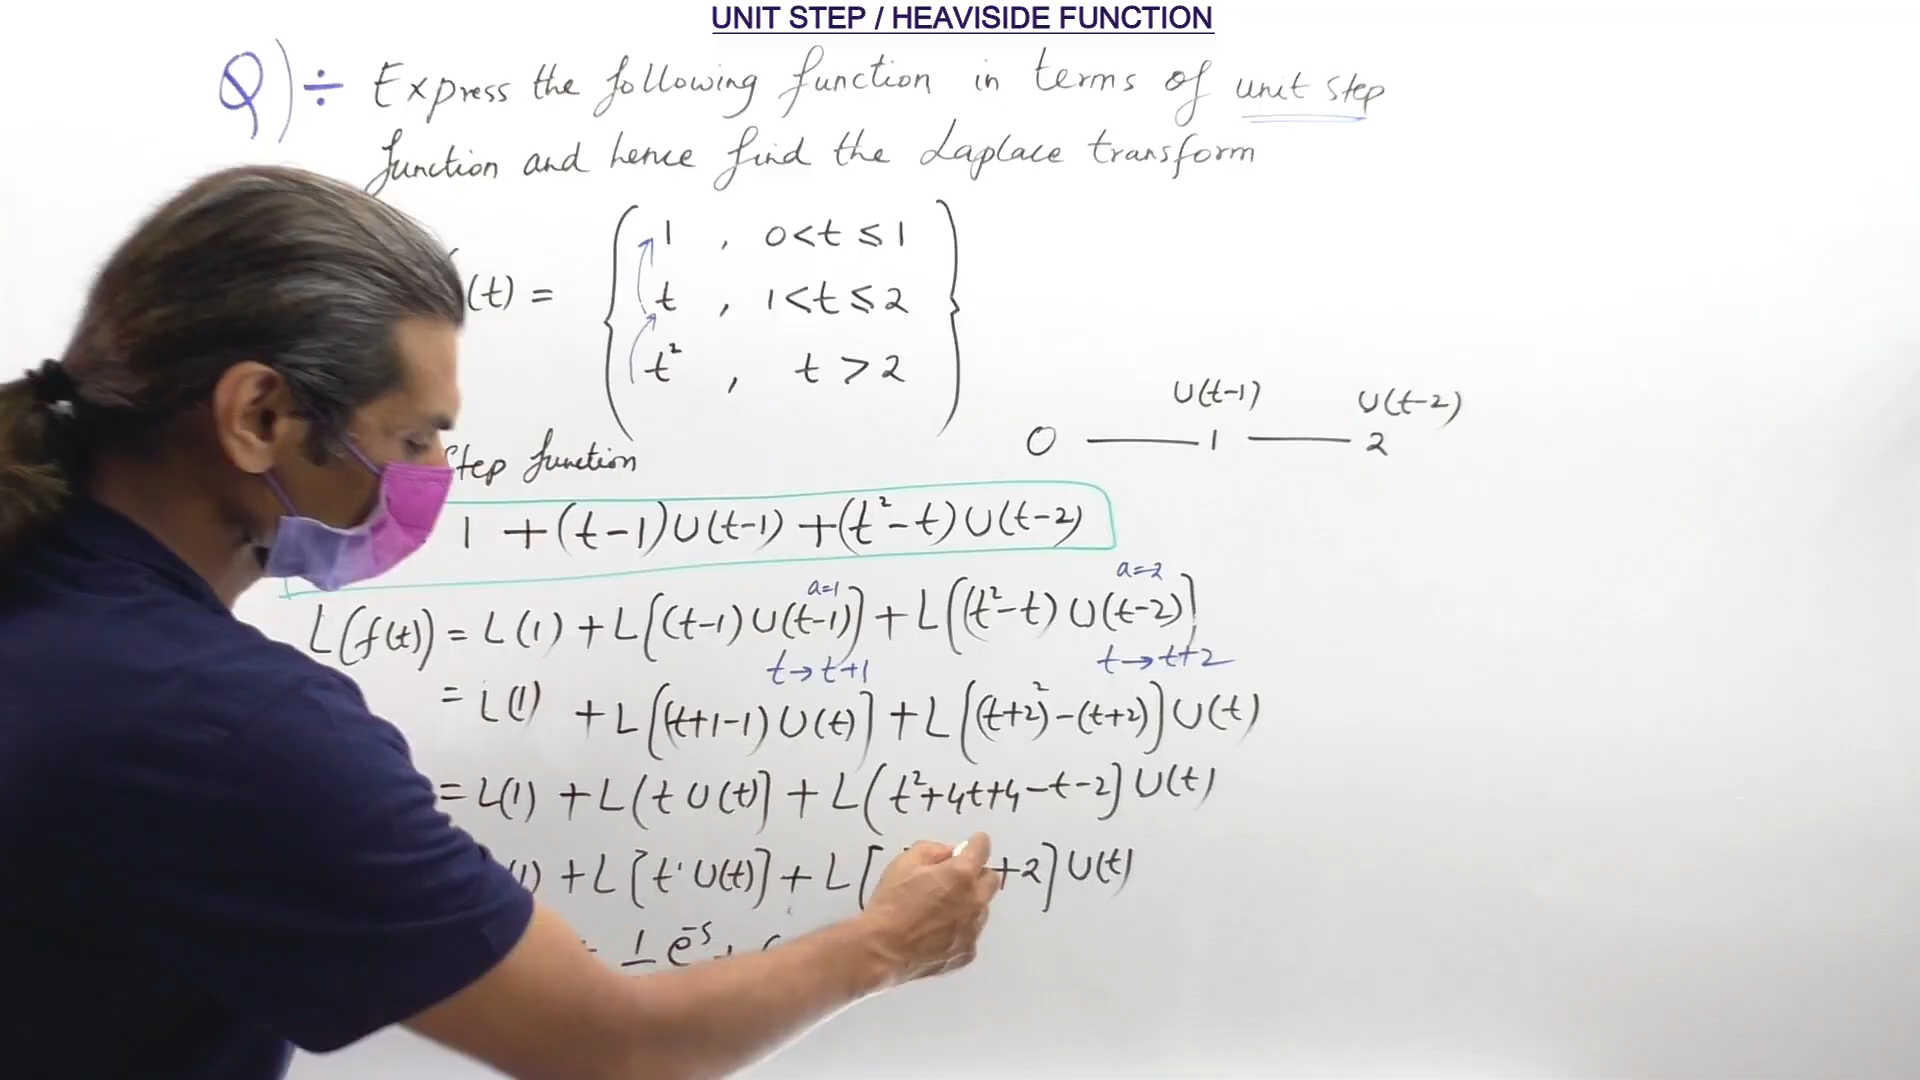 UNIT STEP / HEAVISIDE FUNCTION
Q) ÷ Express the following function in terms of unit step
function and hence find the Laplace transform
1 , 0<t ≤ 1
(t) = t , 1<t ≤ 2
t² , t > 2
U(t-1) U(t-2)
0 1 2
Step function
1 + (t-1)U(t-1) + (t²-t)U(t-2)
a=1 a=2
L(f(t)) = L(1) + L[(t-1)U(t-1)] + L[(t²-t)U(t-2)]
t→t+1 t→t+2
= L(1) + L[(t+1-1)U(t)] + L[(t+2)²-(t+2)]U(t)
= L(1) + L(t U(t)] + L(t²+4t+4-t-2]U(t)
1) + L[t' U(t)] + L[ +2]U(t)
1 e^-s + (